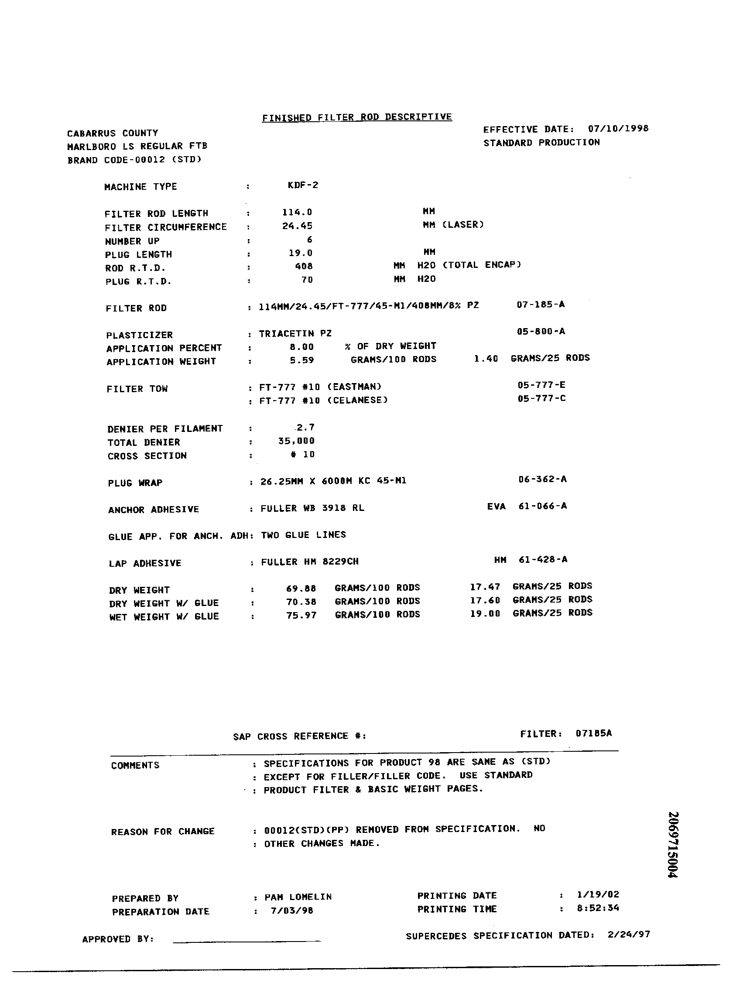 FINISHED FILTER ROD DESCRIPTIVE
CABARRUS COUNTY EFFECTIVE DATE: 07/10/1998
MARLBORO LS REGULAR FTB STANDARD PRODUCTION
BRAND CODE-00012 (STD)
MACHINE TYPE : KDF-2
FILTER ROD LENGTH : 114.0 MM
FILTER CIRCUMFERENCE : 24.45 MM (LASER)
NUMBER UP : 6
PLUG LENGTH : 19.0 MM
ROD R.T.D. : 408 MM H2O (TOTAL ENCAP)
PLUG R.T.D. : 70 MM H2O
FILTER ROD : 114MM/24.45/FT-777/45-M1/408MM/8% PZ 07-185-A
PLASTICIZER : TRIACETIN PZ 05-800-A
APPLICATION PERCENT : 8.00 % OF DRY WEIGHT
APPLICATION WEIGHT : 5.59 GRAMS/100 RODS 1.40 GRAMS/25 RODS
FILTER TOW : FT-777 #10 (EASTMAN) 05-777-E
: FT-777 #10 (CELANESE) 05-777-C
DENIER PER FILAMENT : 2.7
TOTAL DENIER : 35,000
CROSS SECTION : # 10
PLUG WRAP : 26.25MM X 6000M KC 45-M1 06-362-A
ANCHOR ADHESIVE : FULLER WB 3918 RL EVA 61-066-A
GLUE APP. FOR ANCH. ADH: TWO GLUE LINES
LAP ADHESIVE : FULLER HM 8229CH HM 61-428-A
DRY WEIGHT : 69.88 GRAMS/100 RODS 17.47 GRAMS/25 RODS
DRY WEIGHT W/ GLUE : 70.38 GRAMS/100 RODS 17.60 GRAMS/25 RODS
WET WEIGHT W/ GLUE : 75.97 GRAMS/100 RODS 19.00 GRAMS/25 RODS
SAP CROSS REFERENCE #: FILTER: 07185A
COMMENTS : SPECIFICATIONS FOR PRODUCT 98 ARE SAME AS (STD)
: EXCEPT FOR FILLER/FILLER CODE. USE STANDARD
: PRODUCT FILTER & BASIC WEIGHT PAGES.
REASON FOR CHANGE : 00012(STD)(PP) REMOVED FROM SPECIFICATION. NO
: OTHER CHANGES MADE.
2069715004
PREPARED BY : PAM LOMELIN PRINTING DATE : 1/19/02
PREPARATION DATE : 7/03/98 PRINTING TIME : 8:52:34
APPROVED BY: SUPERCEDES SPECIFICATION DATED: 2/24/97